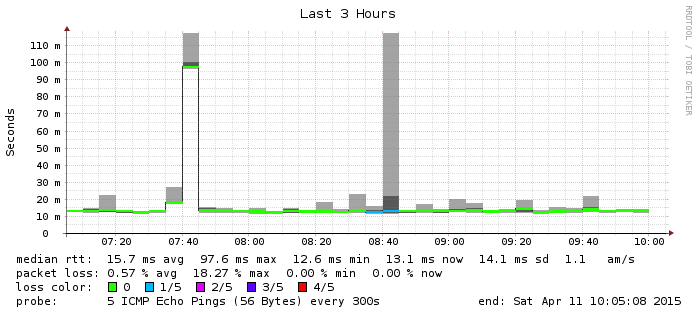 Last 3 Hours
RRDTOOL / TOBI OETIKER
Seconds
110 m
100 m
90 m
80 m
70 m
60 m
50 m
40 m
30 m
20 m
10 m
0
07:20 07:40 08:00 08:20 08:40 09:00 09:20 09:40 10:00
median rtt: 15.7 ms avg 97.6 ms max 12.6 ms min 13.1 ms now 14.1 ms sd 1.1 am/s
packet loss: 0.57 % avg 18.27 % max 0.00 % min 0.00 % now
loss color: 0 1/5 2/5 3/5 4/5
probe: 5 ICMP Echo Pings (56 Bytes) every 300s end: Sat Apr 11 10:05:08 2015